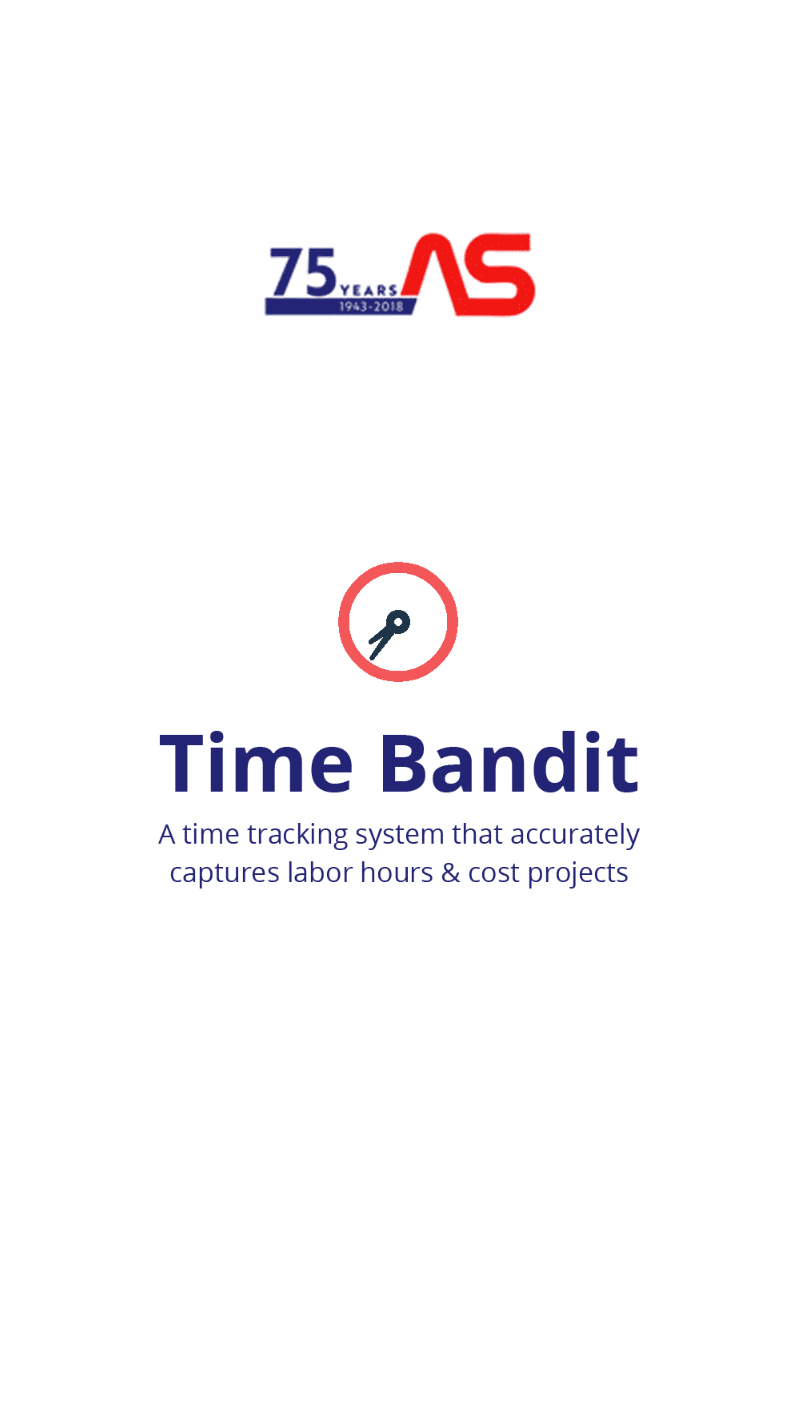 75 YEARS AS
1943-2018
Time Bandit
A time tracking system that accurately
captures labor hours & cost projects